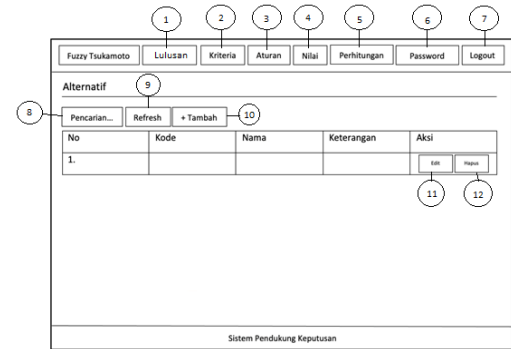 1 2 3 4 5 6 7
Fuzzy Tsukamoto Lulusan Kriteria Aturan Nilai Perhitungan Password Logout
Alternatif 9
8 Pencarian... Refresh + Tambah 10
No Kode Nama Keterangan Aksi
1. Edit Hapus
11 12
Sistem Pendukung Keputusan